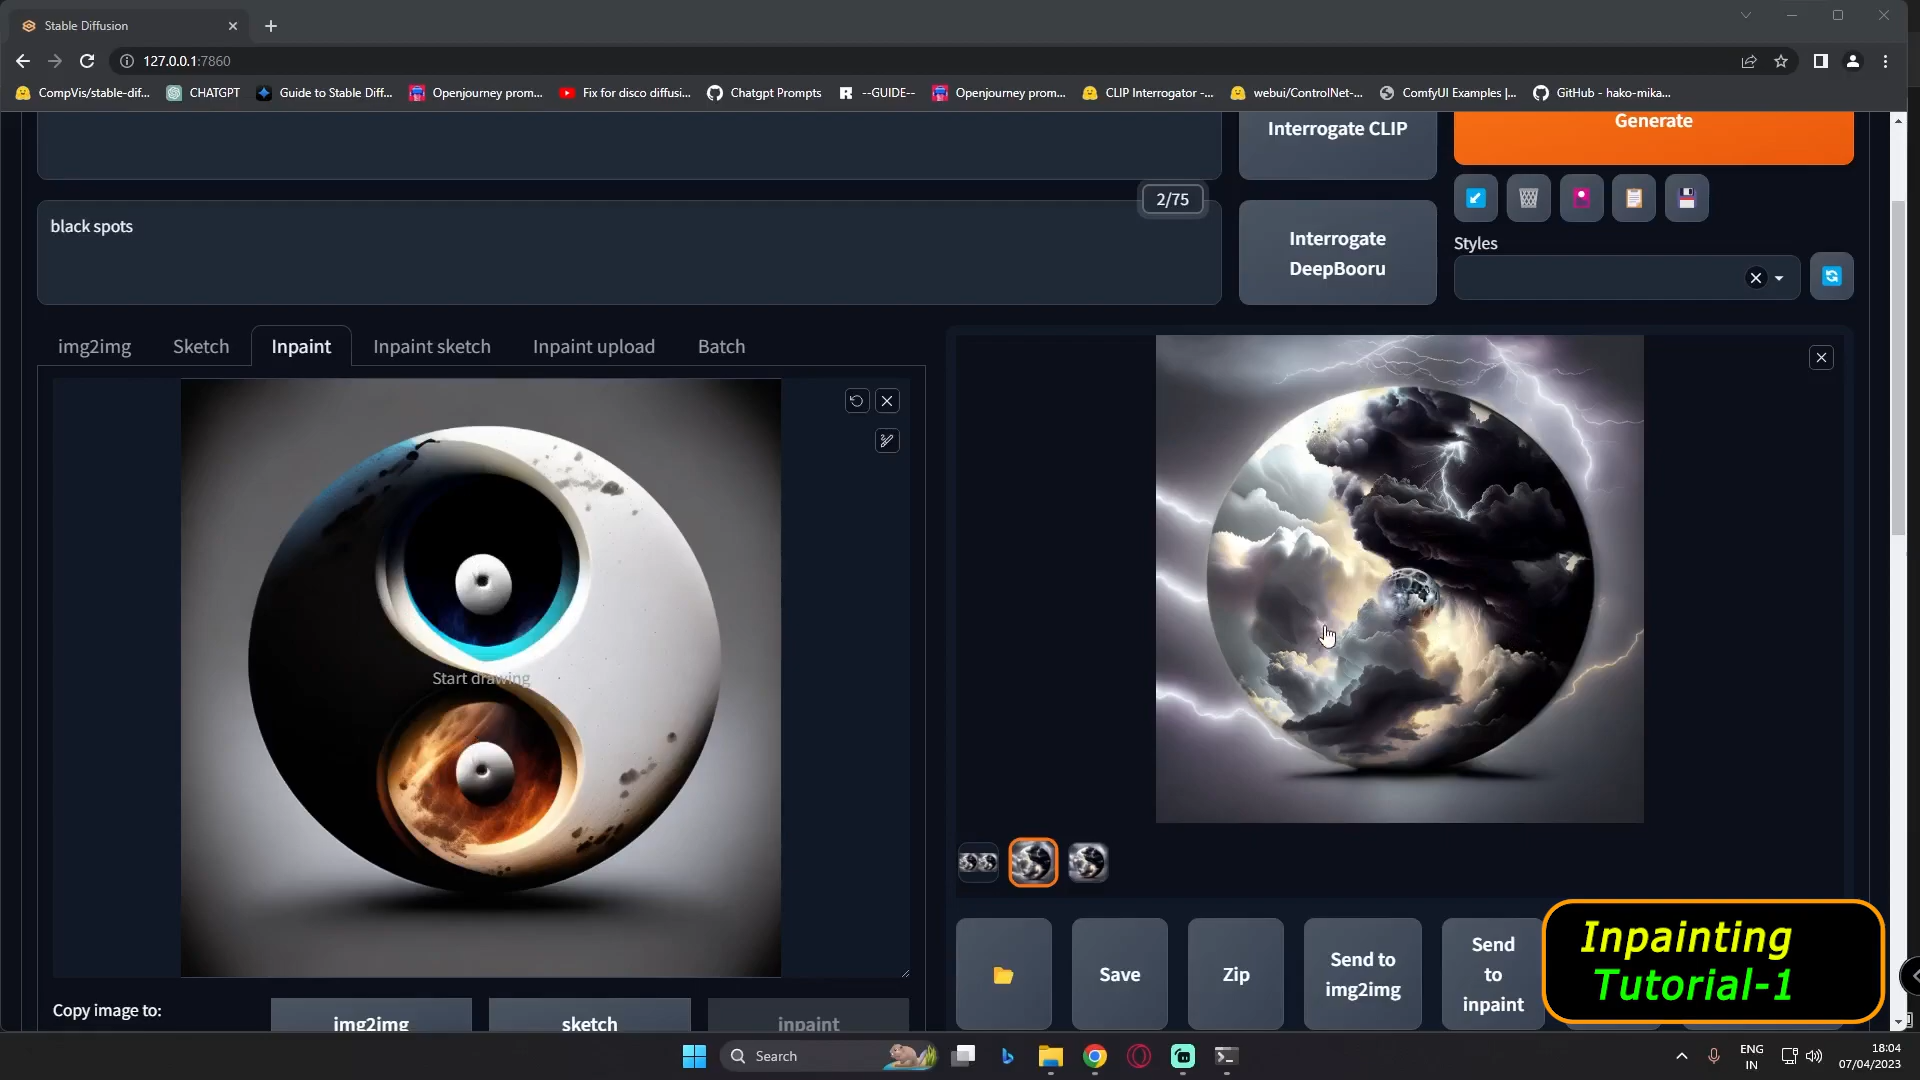 Stable Diffusion
127.0.0.1:7860
CompVis/stable-dif...
CHATGPT
Guide to Stable Diff...
Openjourney prom...
Fix for disco diffusi...
Chatgpt Prompts
--GUIDE--
Openjourney prom...
CLIP Interrogator -...
webui/ControlNet-...
ComfyUI Examples |...
GitHub - hako-mika...
Interrogate CLIP
Generate
2/75
black spots
Interrogate
DeepBooru
Styles
img2img
Sketch
Inpaint
Inpaint sketch
Inpaint upload
Batch
Start drawing
Save
Zip
Send to
img2img
Send
to
inpaint
Inpainting
Tutorial-1
Copy image to:
img2img
sketch
inpaint
Search
ENG
IN
18:04
07/04/2023